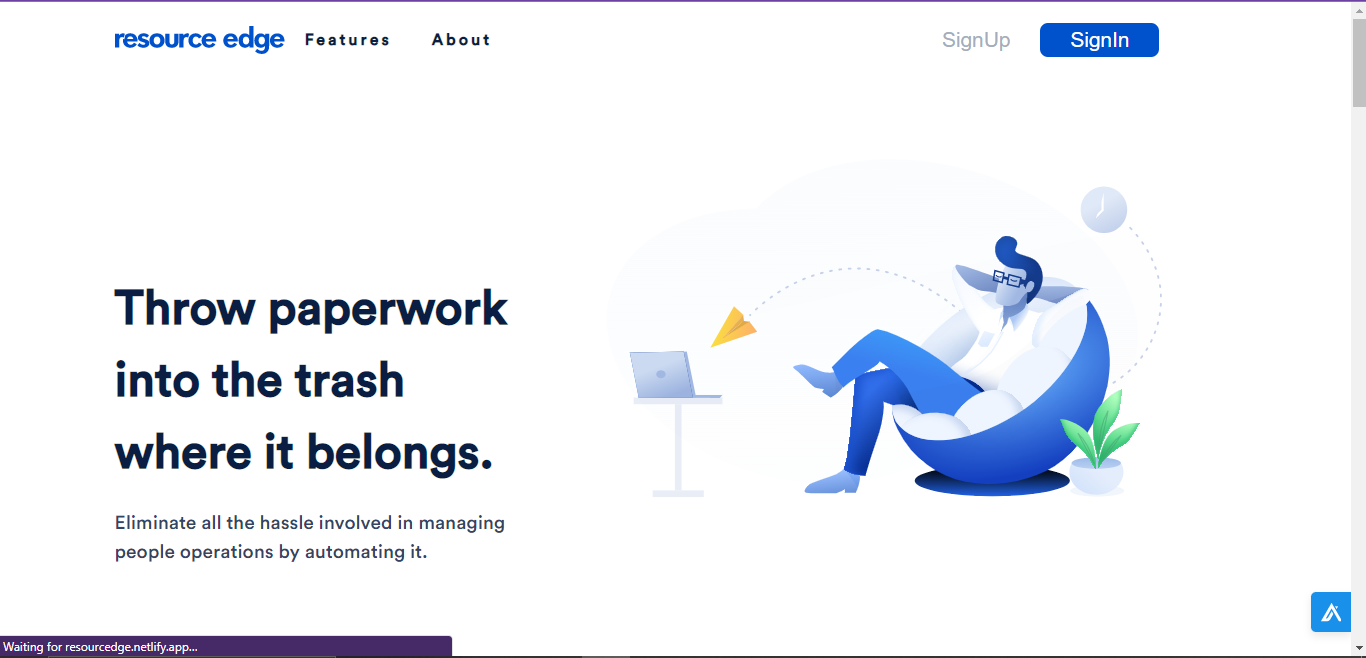 resource edge Features About SignUp SignIn
Throw paperwork
into the trash
where it belongs.
Eliminate all the hassle involved in managing
people operations by automating it.
Waiting for resourcedge.netlify.app...